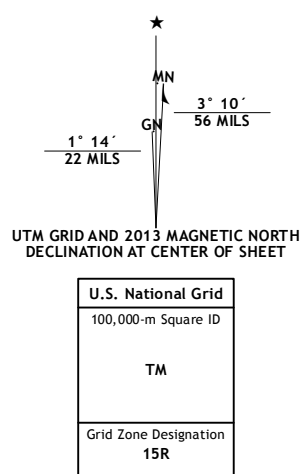 MN
3° 10´
56 MILS
GN
1° 14´
22 MILS
UTM GRID AND 2013 MAGNETIC NORTH
DECLINATION AT CENTER OF SHEET
U.S. National Grid
100,000-m Square ID
TM
Grid Zone Designation
15R